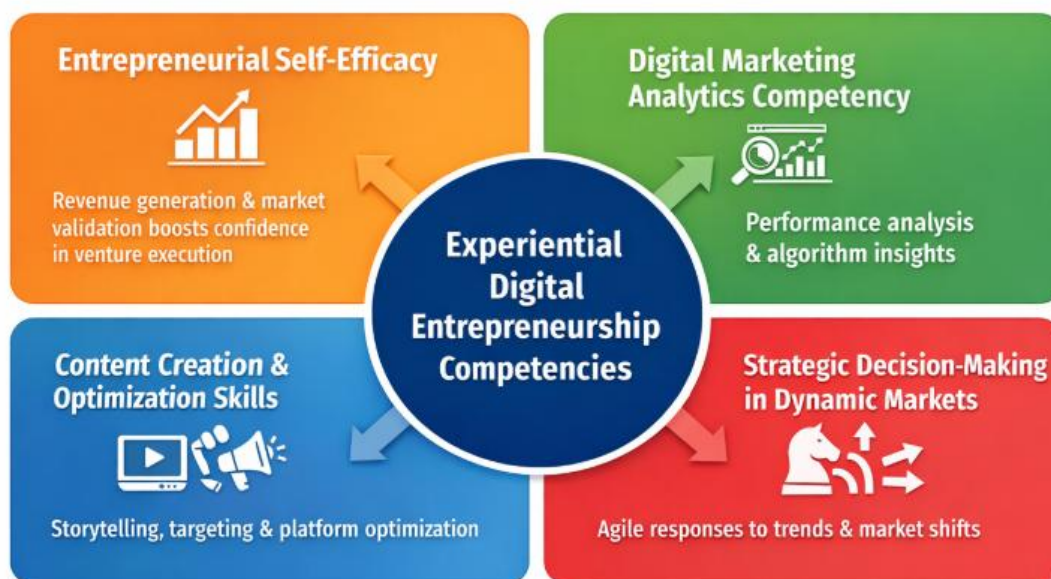 Entrepreneurial Self-Efficacy
Revenue generation & market
validation boosts confidence
in venture execution
Digital Marketing
Analytics Competency
Performance analysis
& algorithm insights
Experiential
Digital
Entrepreneurship
Competencies
Content Creation &
Optimization Skills
Storytelling, targeting & platform optimization
Strategic Decision-Making
in Dynamic Markets
Agile responses to trends & market shifts